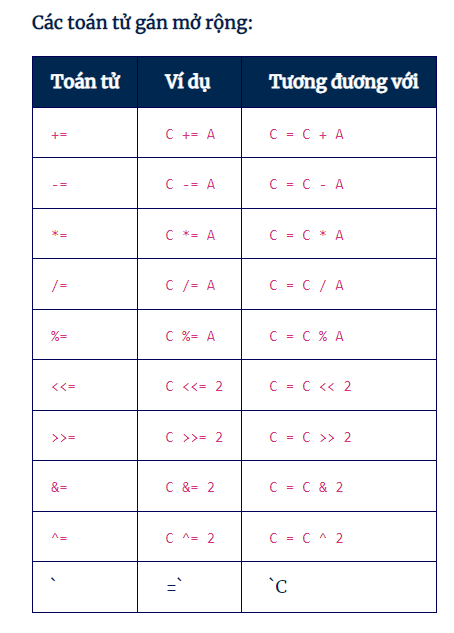 Các toán tử gán mở rộng:
Toán tử Ví dụ Tương đương với
+= C += A C = C + A
-= C -= A C = C - A
*= C *= A C = C * A
/= C /= A C = C / A
%= C %= A C = C % A
<<= C <<= 2 C = C << 2
>>= C >>= 2 C = C >> 2
&= C &= 2 C = C & 2
^= C ^= 2 C = C ^ 2
` =` `C